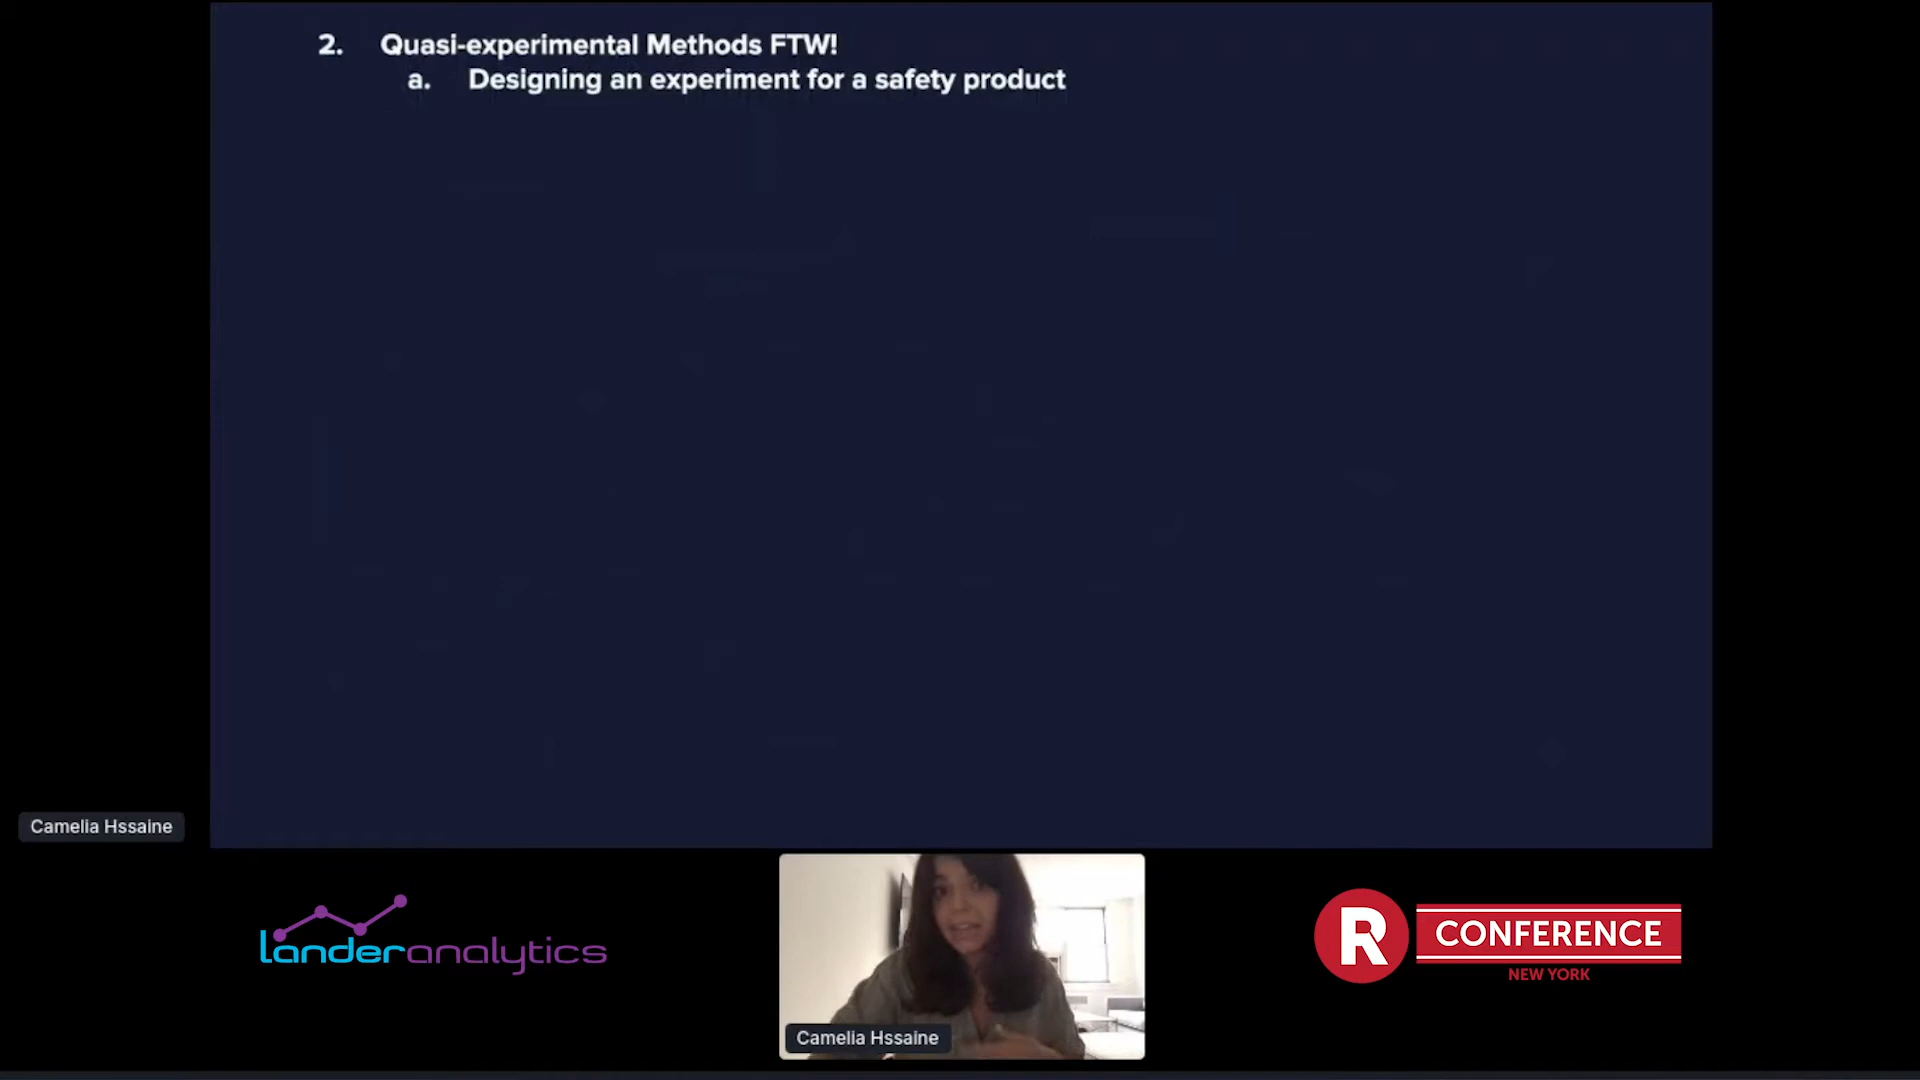 2. Quasi-experimental Methods FTW!
a. Designing an experiment for a safety product
Camelia Hssaine
landeranalytics
Camelia Hssaine
R CONFERENCE
NEW YORK